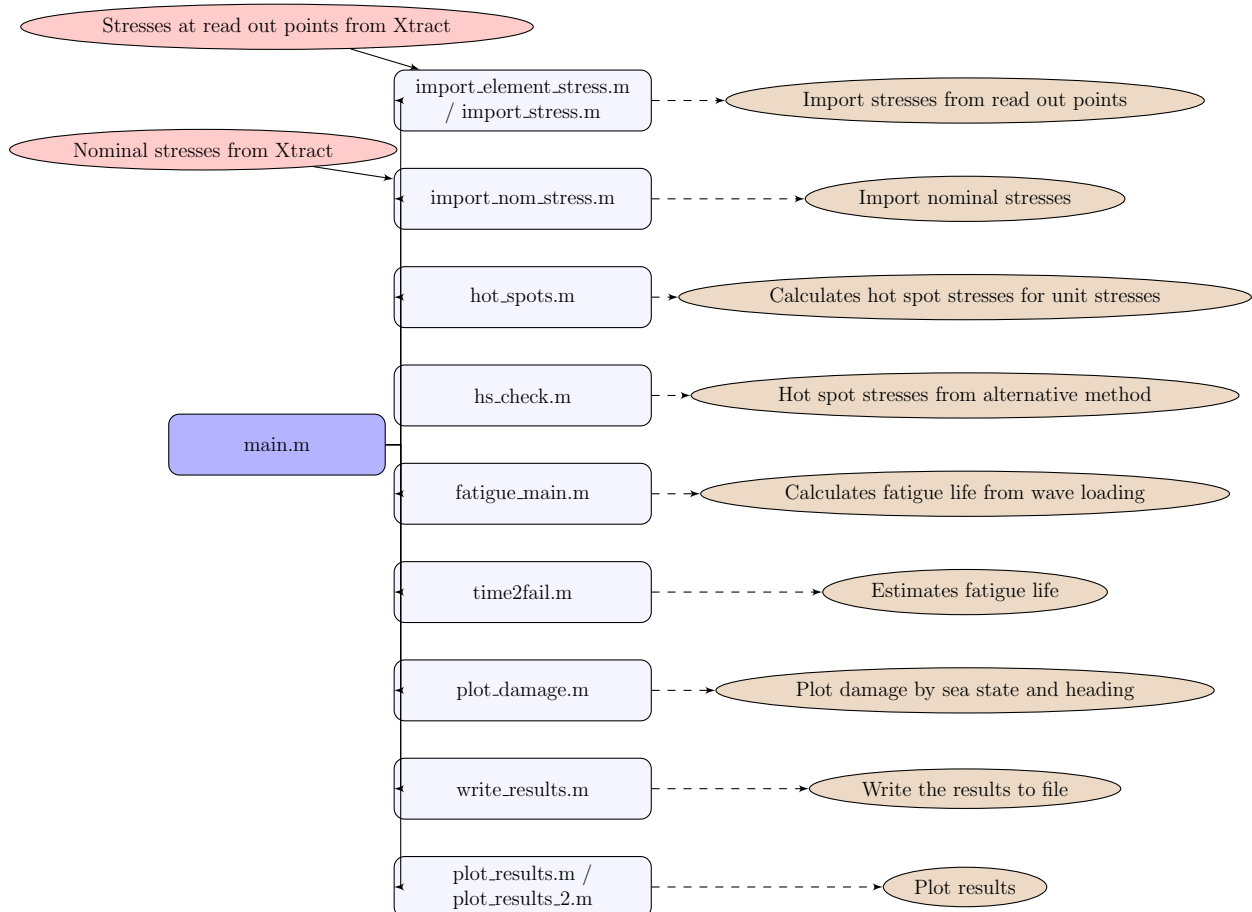 Stresses at read out points from Xtract
import_element_stress.m
/ import_stress.m
Import stresses from read out points
Nominal stresses from Xtract
import_nom_stress.m
Import nominal stresses
hot_spots.m
Calculates hot spot stresses for unit stresses
hs_check.m
Hot spot stresses from alternative method
main.m
fatigue_main.m
Calculates fatigue life from wave loading
time2fail.m
Estimates fatigue life
plot_damage.m
Plot damage by sea state and heading
write_results.m
Write the results to file
plot_results.m /
plot_results_2.m
Plot results